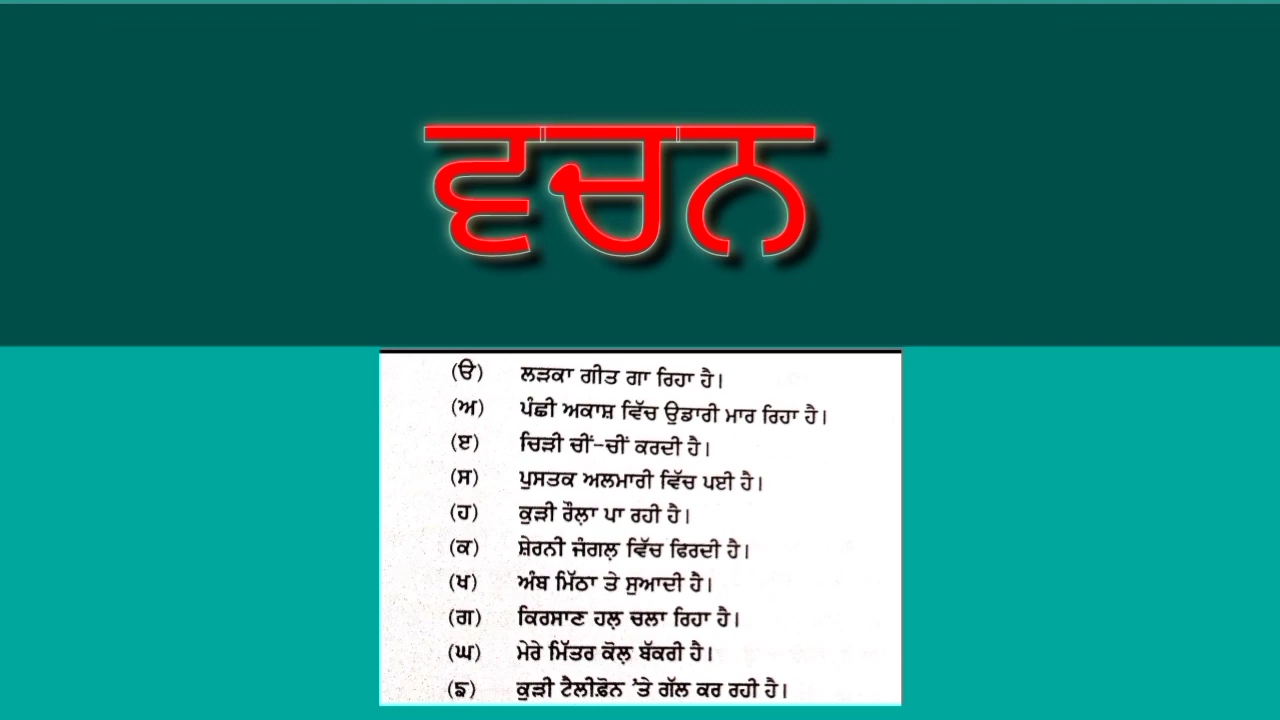 ਵਚਨ
(ੳ) ਲੜਕਾ ਗੀਤ ਗਾ ਰਿਹਾ ਹੈ।
(ਅ) ਪੰਛੀ ਅਕਾਸ਼ ਵਿੱਚ ਉਡਾਰੀ ਮਾਰ ਰਿਹਾ ਹੈ।
(ੲ) ਚਿੜੀ ਚੀਂ-ਚੀਂ ਕਰਦੀ ਹੈ।
(ਸ) ਪੁਸਤਕ ਅਲਮਾਰੀ ਵਿੱਚ ਪਈ ਹੈ।
(ਹ) ਕੁੜੀ ਰੌਲ਼ਾ ਪਾ ਰਹੀ ਹੈ।
(ਕ) ਸ਼ੇਰਨੀ ਜੰਗਲ਼ ਵਿੱਚ ਫਿਰਦੀ ਹੈ।
(ਖ) ਅੰਬ ਮਿੱਠਾ ਤੇ ਸੁਆਦੀ ਹੈ।
(ਗ) ਕਿਰਸਾਣ ਹਲ਼ ਚਲਾ ਰਿਹਾ ਹੈ।
(ਘ) ਮੇਰੇ ਮਿੱਤਰ ਕੋਲ਼ ਬੱਕਰੀ ਹੈ।
(ਙ) ਕੁੜੀ ਟੈਲੀਫ਼ੋਨ 'ਤੇ ਗੱਲ ਕਰ ਰਹੀ ਹੈ।